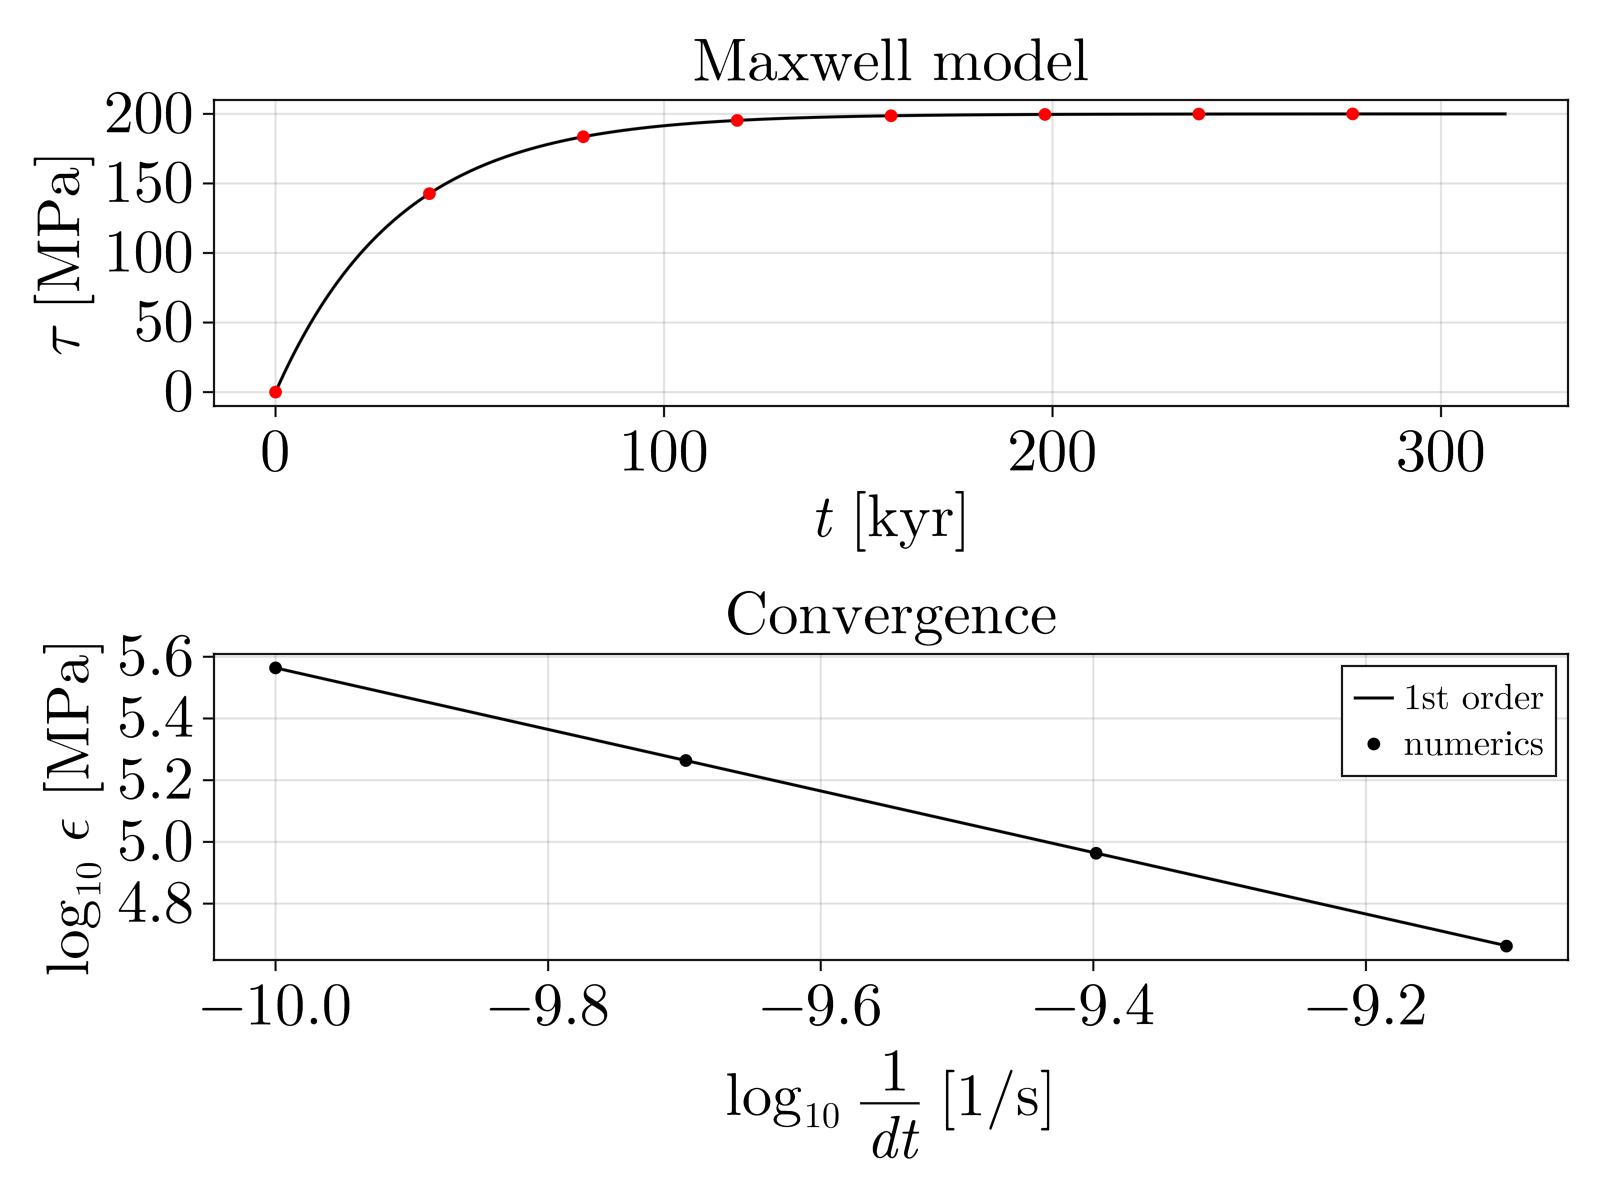 Maxwell model
τ [MPa]
200
150
100
50
0
0 100 200 300
t [kyr]
Convergence
log₁₀ ϵ [MPa]
5.6
5.4
5.2
5.0
4.8
1st order
numerics
−10.0 −9.8 −9.6 −9.4 −9.2
log₁₀ 1/dt [1/s]